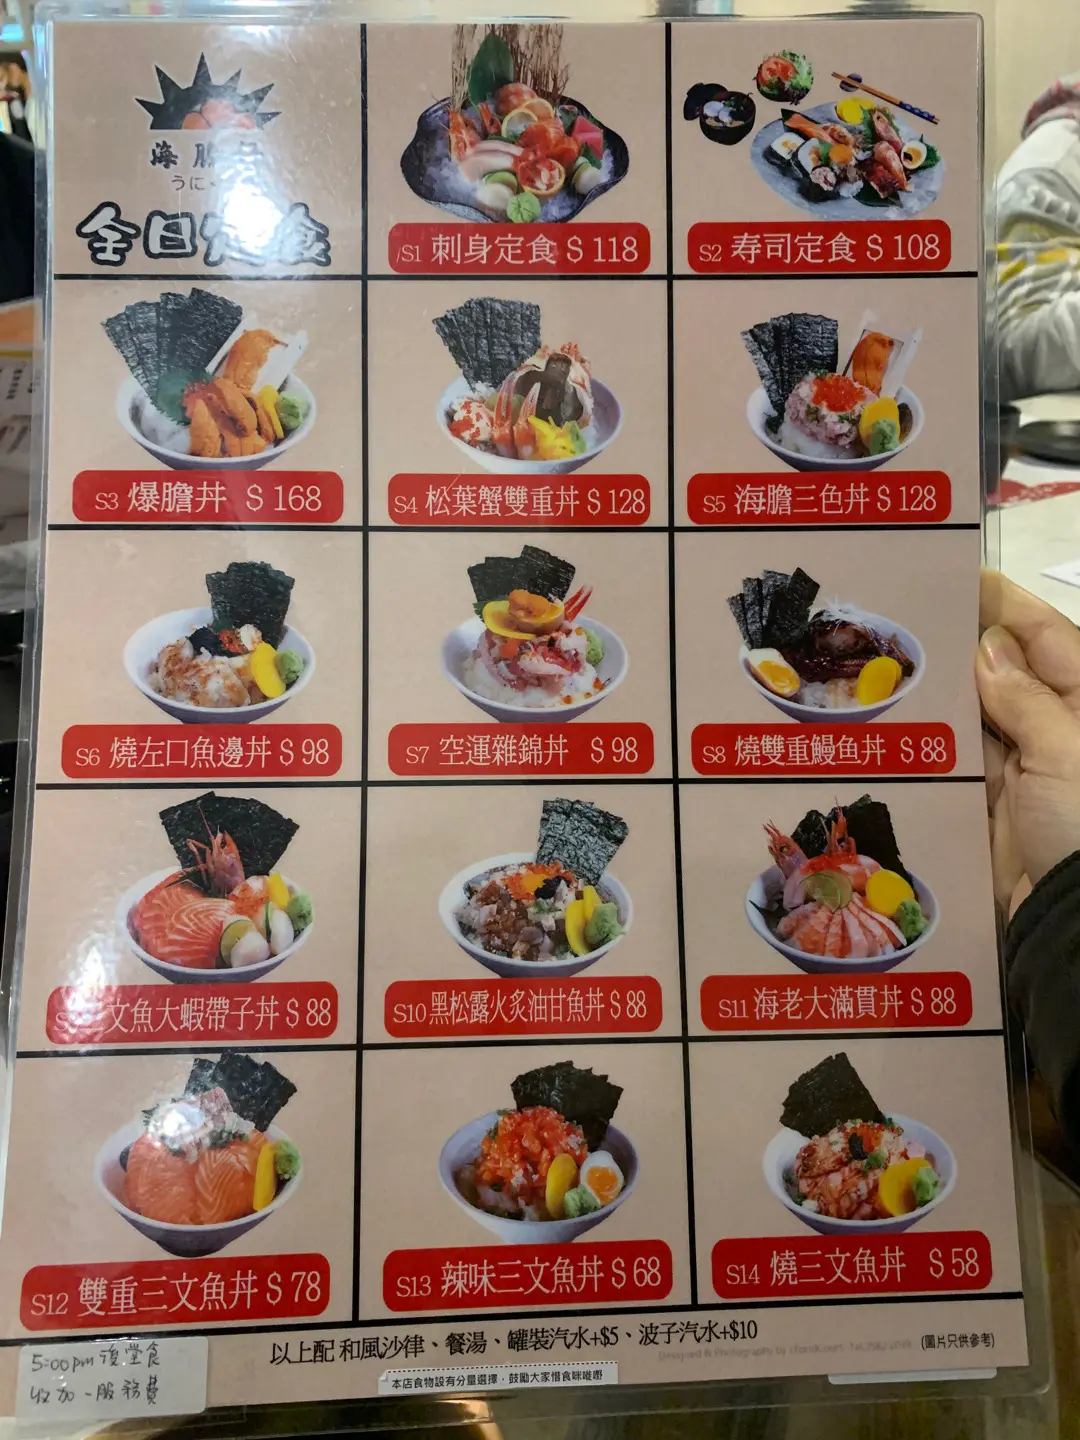 海膽
うに
全日定食
S1 刺身定食 $ 118
S2 寿司定食 $ 108
S3 爆膽丼 $ 168
S4 松葉蟹雙重丼 $ 128
S5 海膽三色丼 $ 128
S6 燒左口魚邊丼 $ 98
S7 空運雜錦丼 $ 98
S8 燒雙重鰻鱼丼 $ 88
文魚大蝦帶子丼 $ 88
S10 黑松露火炙油甘魚丼 $ 88
S11 海老大滿貫丼 $ 88
S12 雙重三文魚丼 $ 78
S13 辣味三文魚丼 $ 68
S14 燒三文魚丼 $ 58
以上配 和風沙律、餐湯、罐裝汽水+$5、波子汽水+$10
Designed & Photography by
(圖片只供參考)
本店食物設有分量選擇，鼓勵大家惜食咪嘥嘢
5:00pm 後堂食
收加一服務費